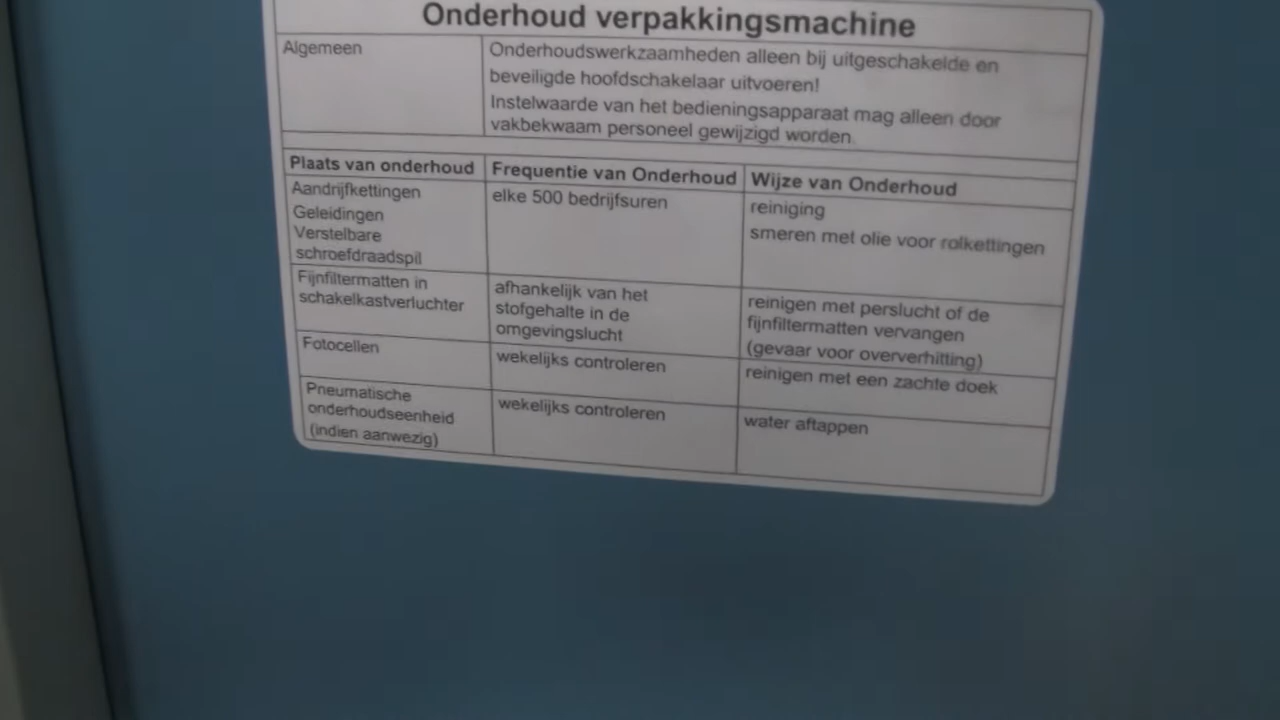 Onderhoud verpakkingsmachine
Algemeen
Onderhoudswerkzaamheden alleen bij uitgeschakelde en
beveiligde hoofdschakelaar uitvoeren!
Instelwaarde van het bedieningsapparaat mag alleen door
vakbekwaam personeel gewijzigd worden.
Plaats van onderhoud
Frequentie van Onderhoud
Wijze van Onderhoud
Aandrijfkettingen
Geleidingen
Verstelbare
schroefdraadspil
elke 500 bedrijfsuren
reiniging
smeren met olie voor rolkettingen
Fijnfiltermatten in
schakelkastverluchter
afhankelijk van het
stofgehalte in de
omgevingslucht
reinigen met perslucht of de
fijnfiltermatten vervangen
(gevaar voor oververhitting)
Fotocellen
wekelijks controleren
reinigen met een zachte doek
Pneumatische
onderhoudseenheid
(indien aanwezig)
wekelijks controleren
water aftappen